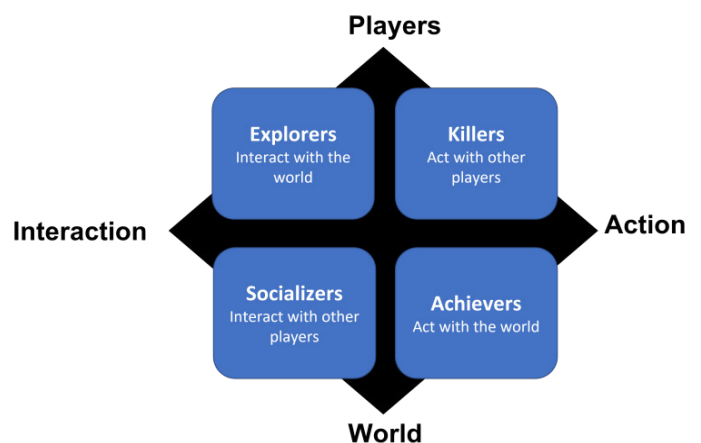 Players
Explorers
Interact with the
world
Killers
Act with other
players
Interaction
Action
Socializers
Interact with other
players
Achievers
Act with the world
World